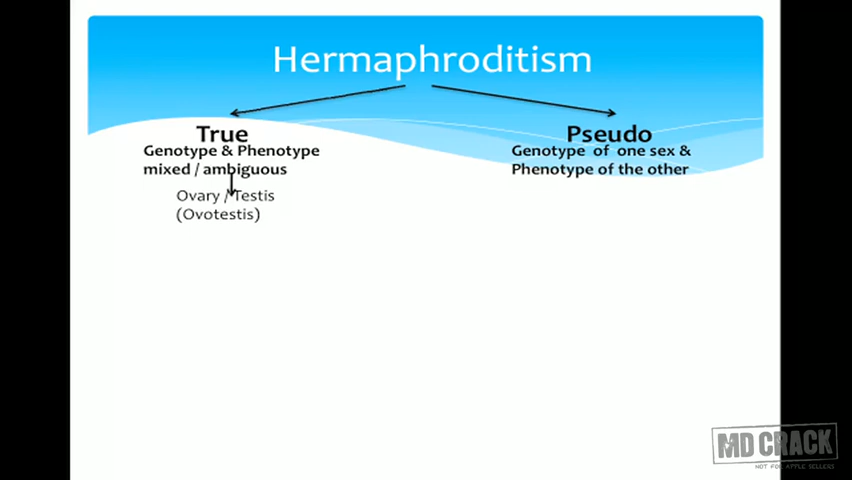 Hermaphroditism
True
Genotype & Phenotype
mixed / ambiguous
Ovary / Testis
(Ovotestis)
Pseudo
Genotype of one sex &
Phenotype of the other
MD CRACK
NOT FOR APPLE SELLERS